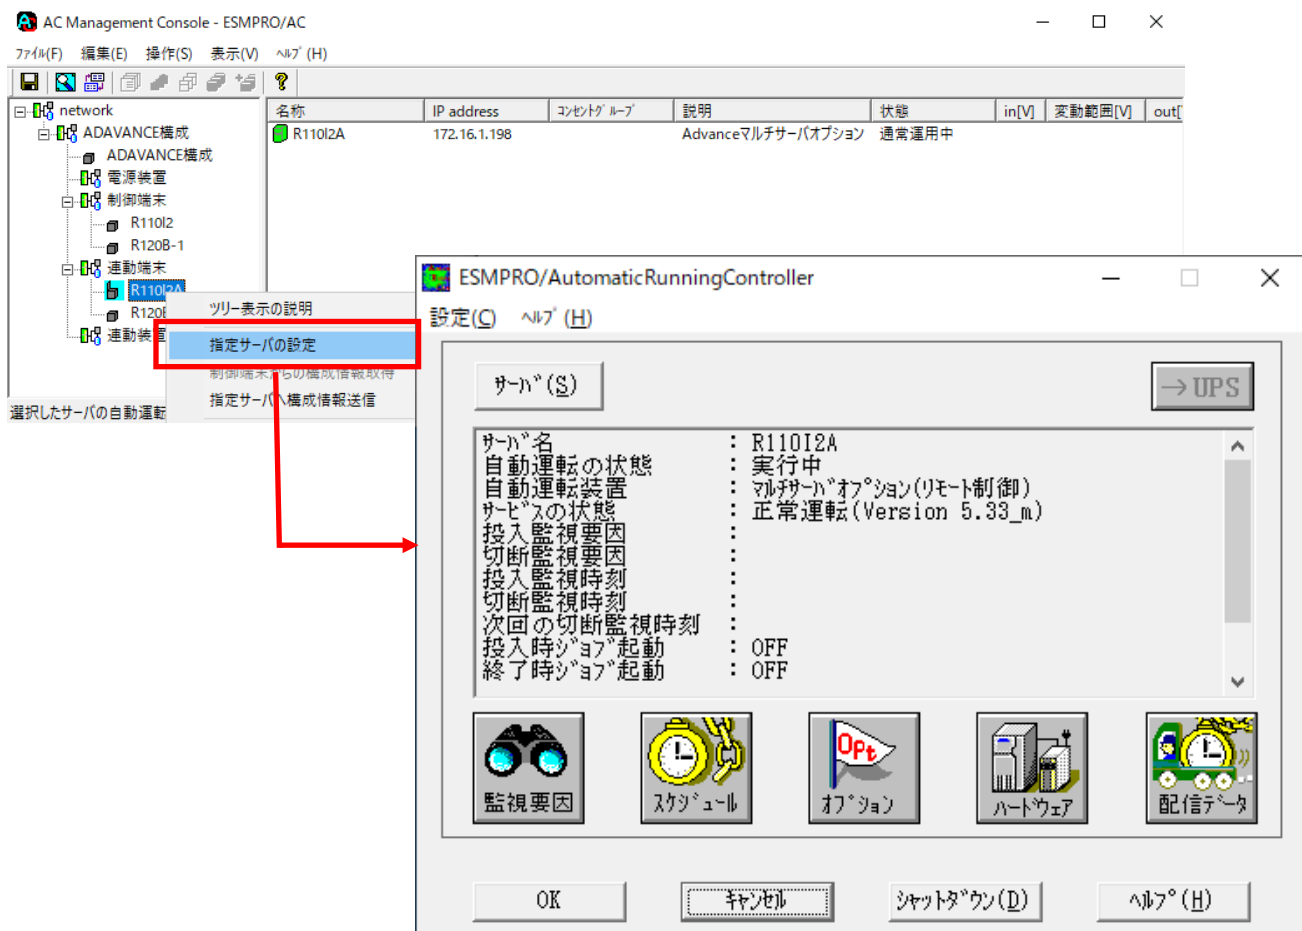 AC Management Console - ESMPRO/AC
ﾌｧｲﾙ(F) 編集(E) 操作(S) 表示(V) ﾍﾙﾌﾟ(H)
network
ADAVANCE構成
ADAVANCE構成
電源装置
制御端末
R110I2
R120B-1
連動端末
R110I2A
R120
連動装置
名称 IP address ｺﾝｾﾝﾄｸﾞﾙｰﾌﾟ 説明 状態 in[V] 変動範囲[V] out[
R110I2A 172.16.1.198 Advanceマルチサーバオプション 通常運用中
ツリー表示の説明
指定サーバの設定
制御端末からの構成情報取得
指定サーバへ構成情報送信
選択したサーバの自動運転
ESMPRO/AutomaticRunningController
設定(C) ﾍﾙﾌﾟ(H)
ｻｰﾊﾞ(S)
→UPS
ｻｰﾊﾞ名 : R110I2A
自動運転の状態 : 実行中
自動運転装置 : ﾏﾙﾁｻｰﾊﾞｵﾌﾟｼｮﾝ(ﾘﾓｰﾄ制御)
ｻｰﾋﾞｽの状態 : 正常運転(Version 5.33_m)
投入監視要因 :
切断監視要因 :
投入監視時刻 :
切断監視時刻 :
次回の切断監視時刻 :
投入時ｼﾞｮﾌﾞ起動 : OFF
終了時ｼﾞｮﾌﾞ起動 : OFF
監視要因
ｽｹｼﾞｭｰﾙ
Opt
ｵﾌﾟｼｮﾝ
ﾊｰﾄﾞｳｪｱ
配信ﾃﾞｰﾀ
OK
ｷｬﾝｾﾙ
ｼｬｯﾄﾀﾞｳﾝ(D)
ﾍﾙﾌﾟ(H)